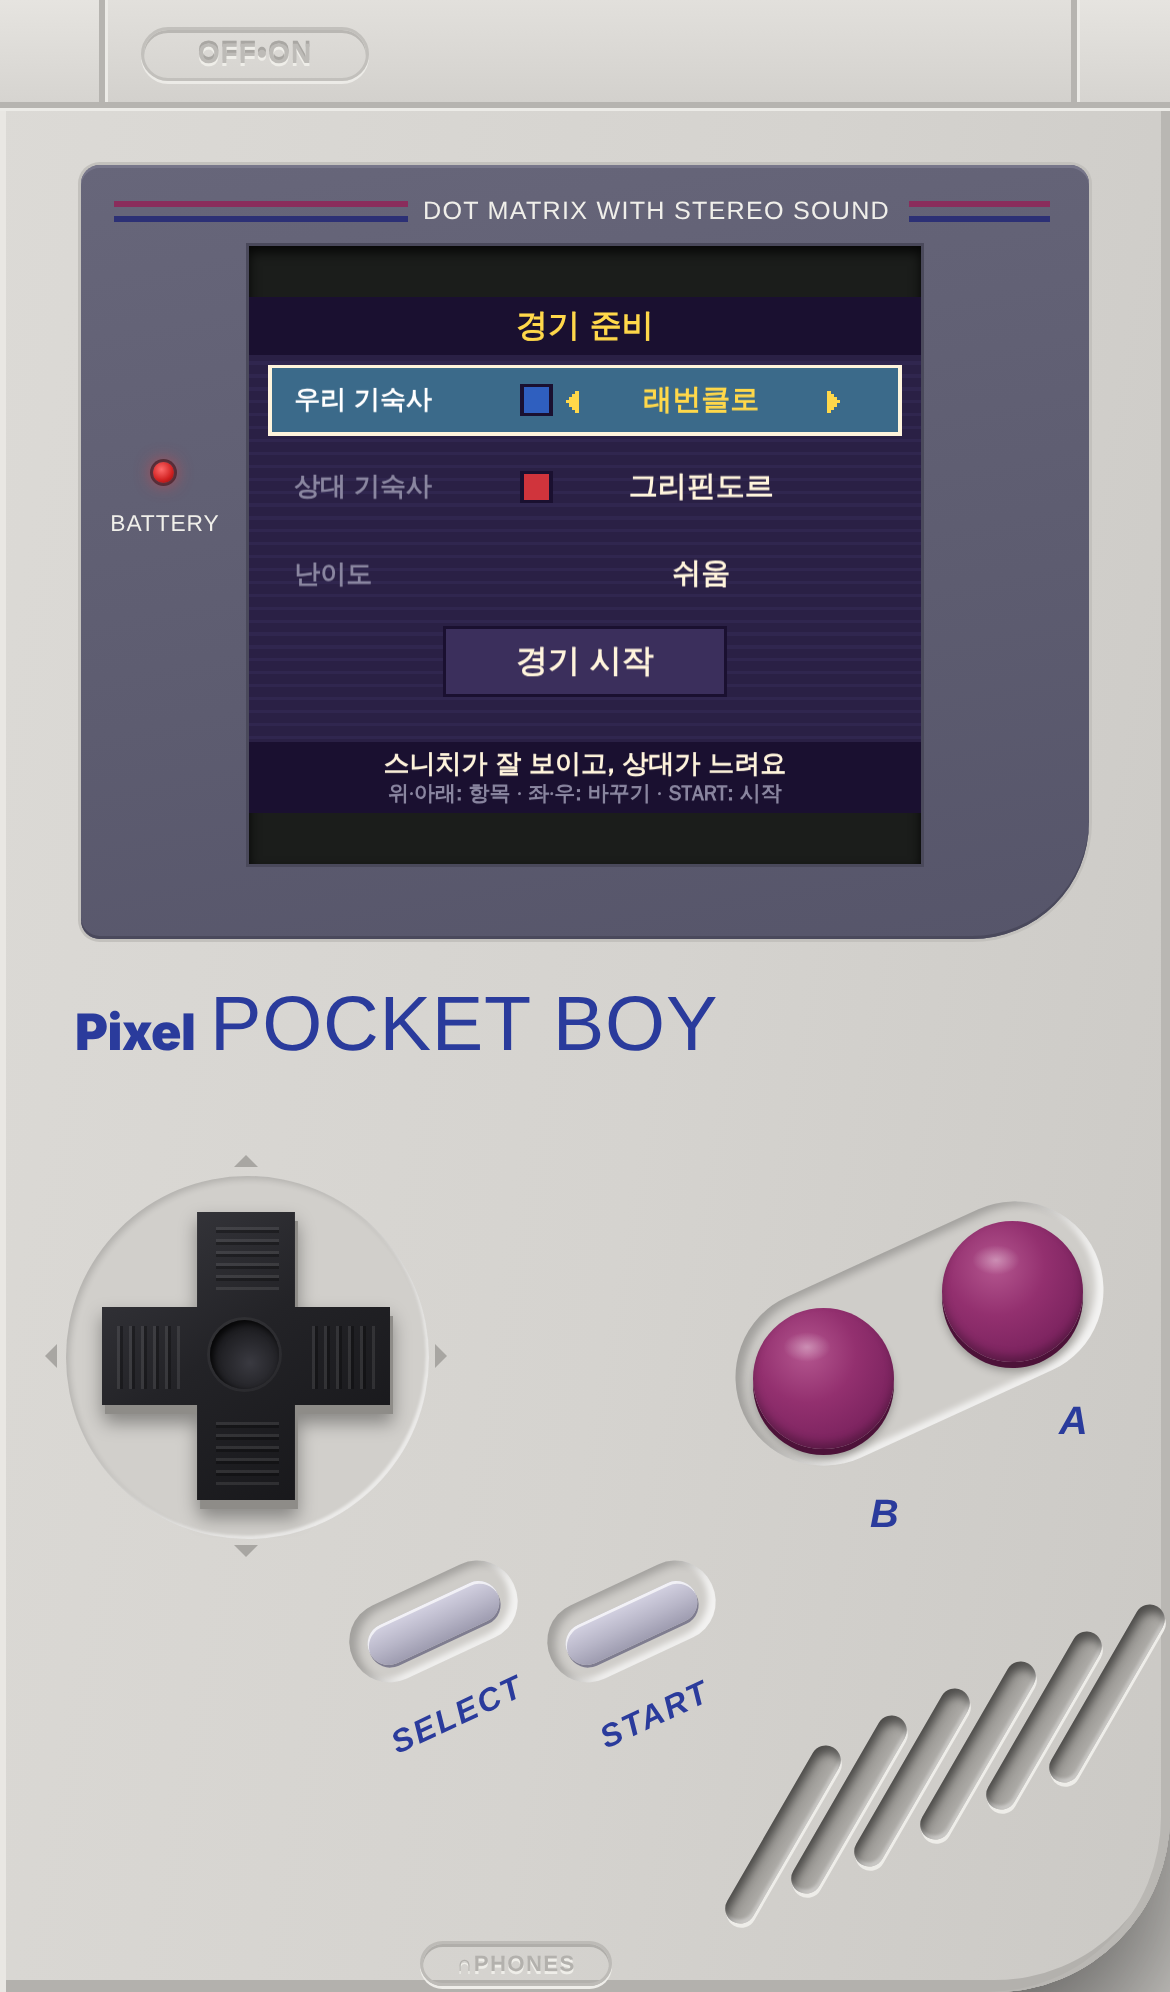 OFF•ON
DOT MATRIX WITH STEREO SOUND
경기 준비
우리 기숙사 래번클로
상대 기숙사 그리핀도르
BATTERY
난이도 쉬움
경기 시작
스니치가 잘 보이고, 상대가 느려요
위·아래: 항목 · 좌·우: 바꾸기 · START: 시작
Pixel POCKET BOY
A
B
SELECT START
∩PHONES